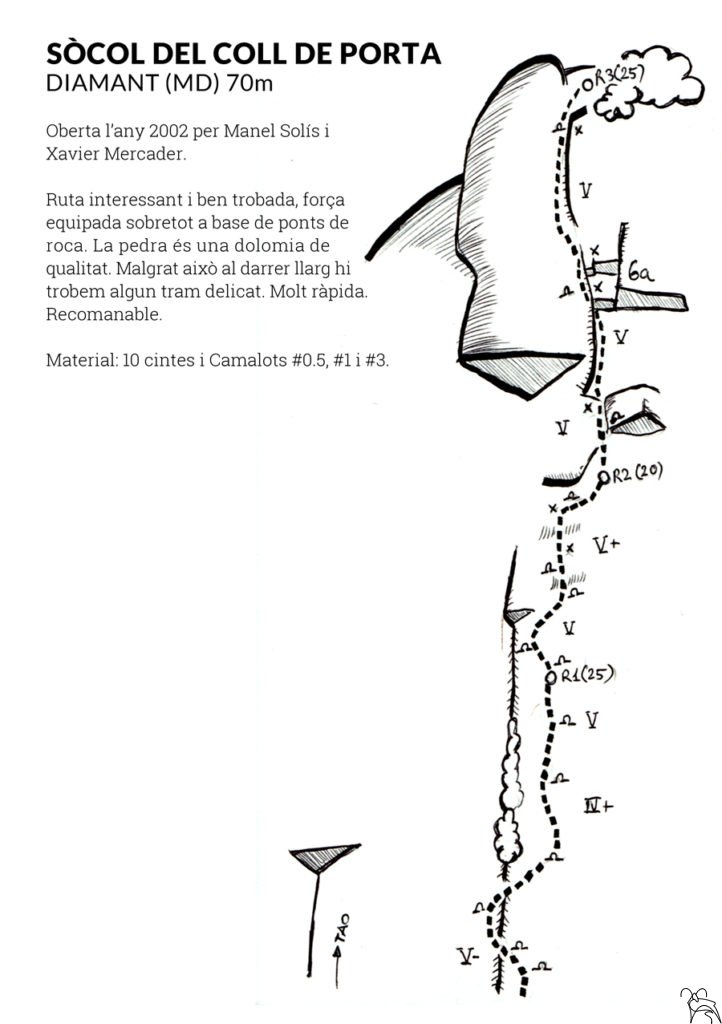 SÒCOL DEL COLL DE PORTA
DIAMANT (MD) 70m
Oberta l'any 2002 per Manel Solís i
Xavier Mercader.
Ruta interessant i ben trobada, força
equipada sobretot a base de ponts de
roca. La pedra és una dolomia de
qualitat. Malgrat això al darrer llarg hi
trobem algun tram delicat. Molt ràpida.
Recomanable.
Material: 10 cintes i Camalots #0.5, #1 i #3.
R3(25)
V
6a
V
V
R2(20)
V+
V
R1(25)
V
IV+
TAO
V-